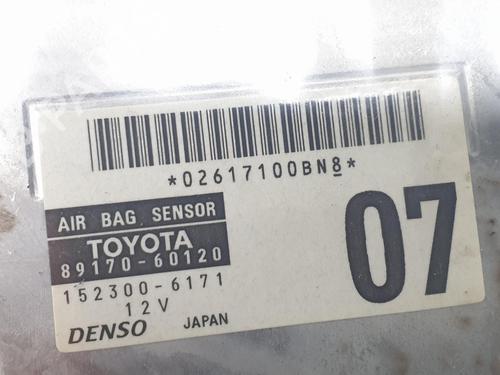 *02617100BN8*
AIR BAG SENSOR
TOYOTA
89170-60120
152300-6171
12V
DENSO JAPAN
07